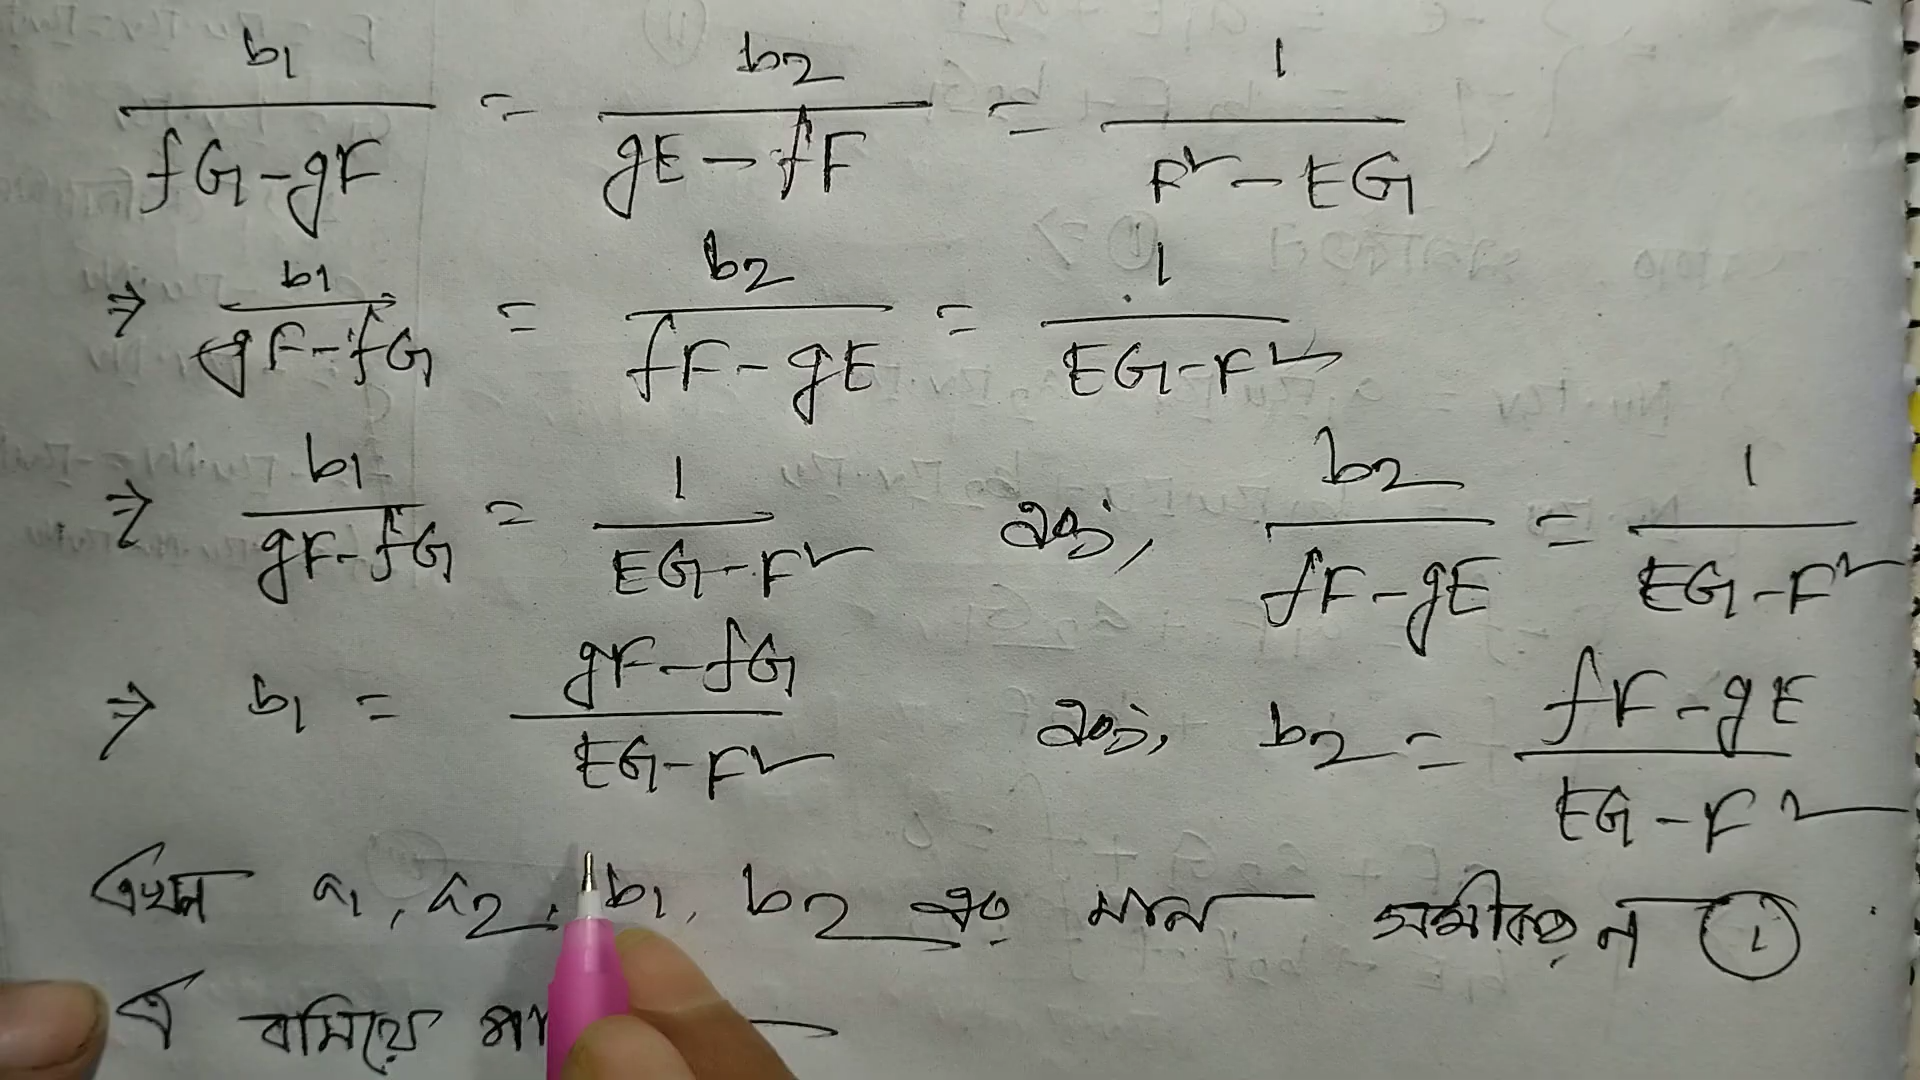 b₁/(fG-gF) = b₂/(gE-fF) = 1/(F²-EG)
⇒ b₁/(gF-fG) = b₂/(fF-gE) = 1/(EG-F²)
⇒ b₁/(gF-fG) = 1/(EG-F²) এবং, b₂/(fF-gE) = 1/(EG-F²)
⇒ b₁ = (gF-fG)/(EG-F²) এবং, b₂ = (fF-gE)/(EG-F²)
এখন a₁, a₂, b₁, b₂ এর মান সমীকরন ①
এ বসিয়ে